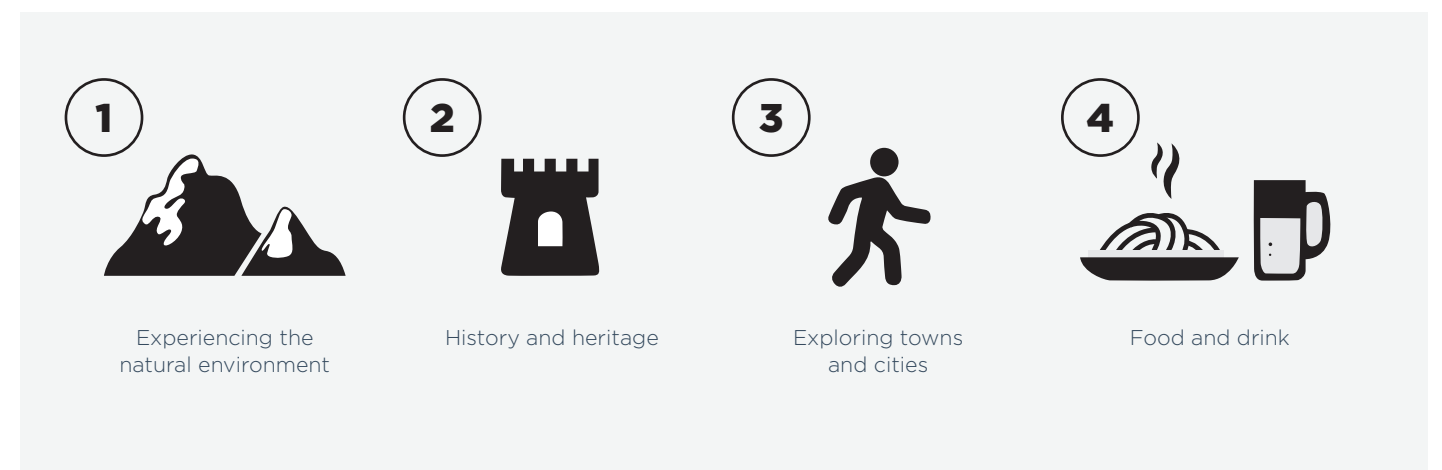 1
Experiencing the
natural environment
2
History and heritage
3
Exploring towns
and cities
4
Food and drink